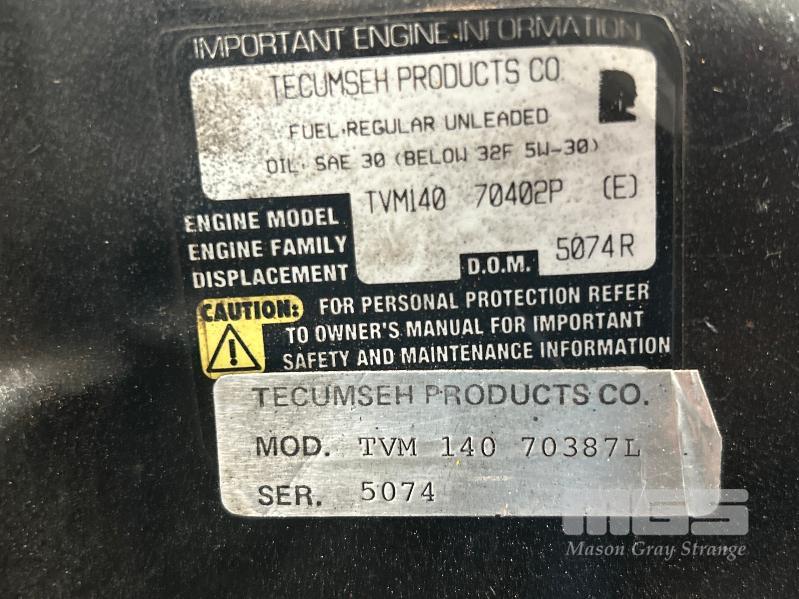 IMPORTANT ENGINE INFORMATION
TECUMSEH PRODUCTS CO.
FUEL·REGULAR UNLEADED
OIL· SAE 30 (BELOW 32F 5W-30)
ENGINE MODEL TVM140 70402P (E)
ENGINE FAMILY
DISPLACEMENT D.O.M. 5074R
CAUTION: FOR PERSONAL PROTECTION REFER
TO OWNER'S MANUAL FOR IMPORTANT
SAFETY AND MAINTENANCE INFORMATION
TECUMSEH PRODUCTS CO.
MOD. TVM 140 70387L
SER. 5074
MGS
Mason Gray Strange